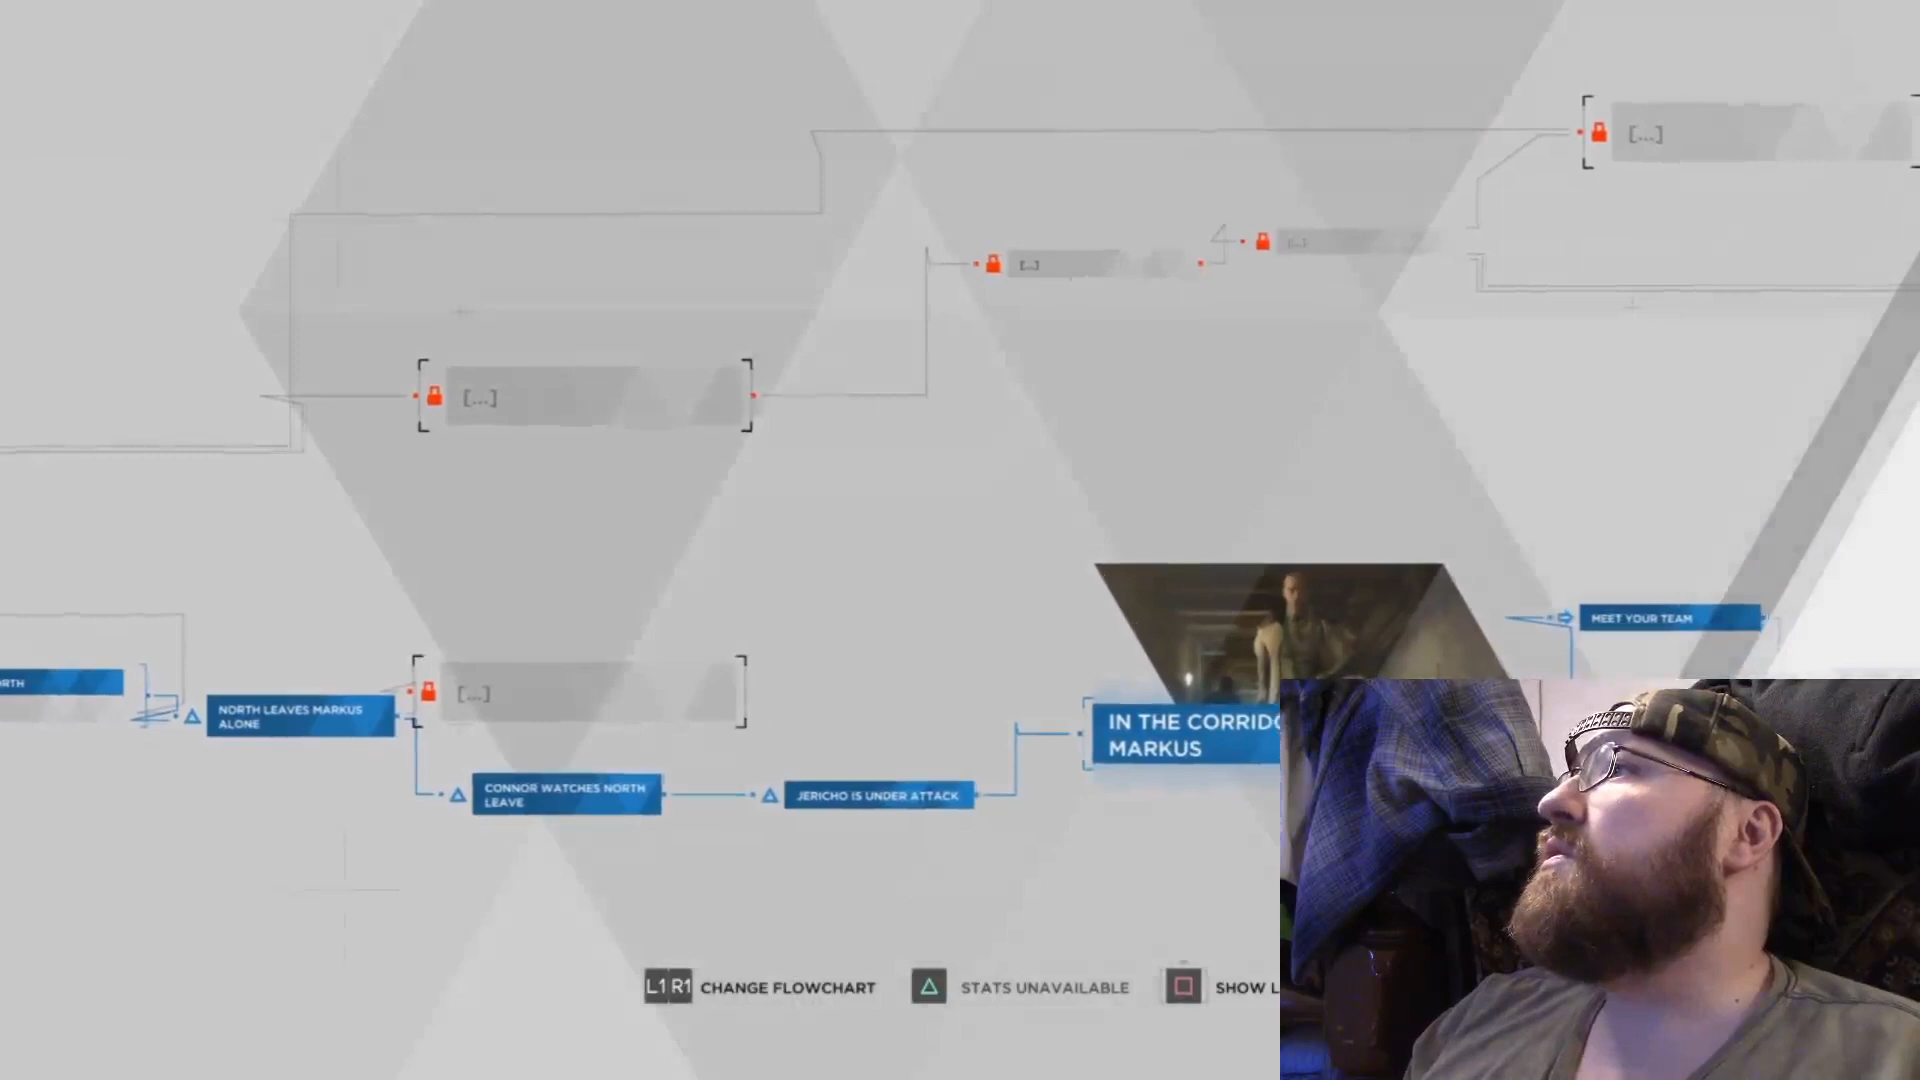 [...]
[...]
[...]
[...]
MEET YOUR TEAM
RTH
[...]
NORTH LEAVES MARKUS
ALONE
IN THE CORRIDO
MARKUS
CONNOR WATCHES NORTH
LEAVE
JERICHO IS UNDER ATTACK
L1 R1 CHANGE FLOWCHART
STATS UNAVAILABLE
SHOW L